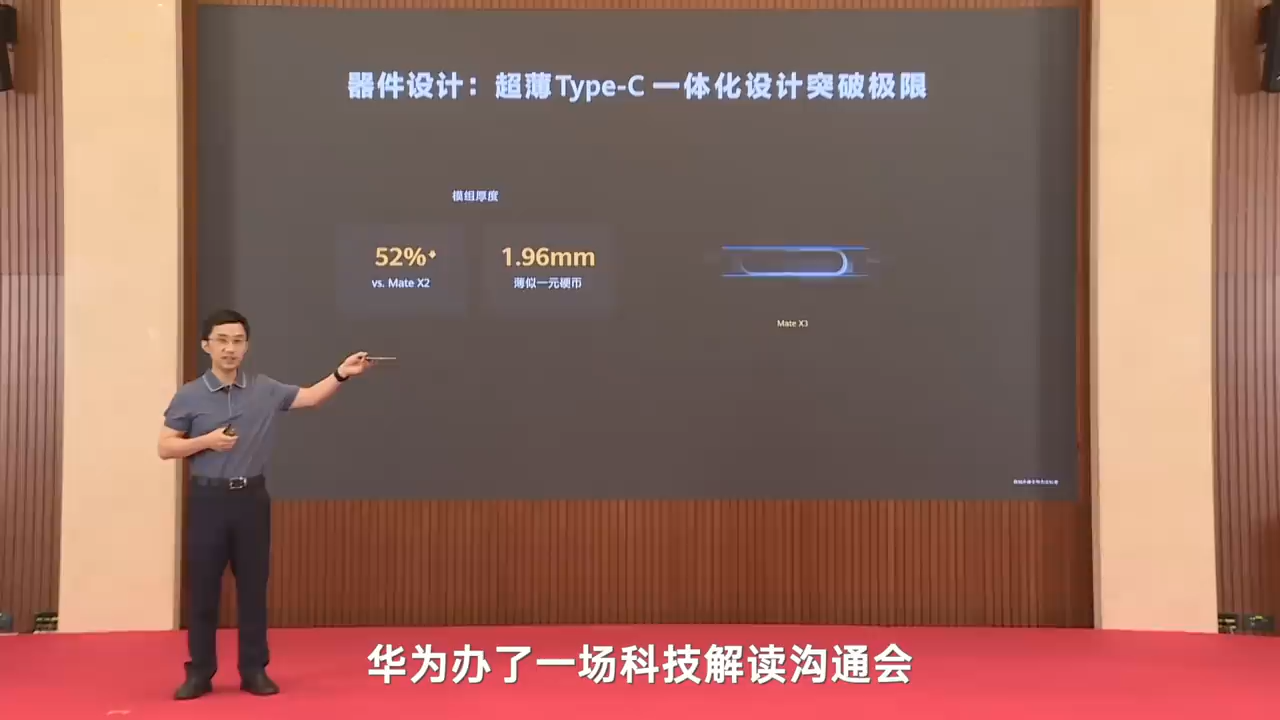 器件设计：超薄Type-C 一体化设计突破极限
模组厚度
52%
1.96mm
vs. Mate X2
薄似一元硬币
Mate X3
华为办了一场科技解读沟通会